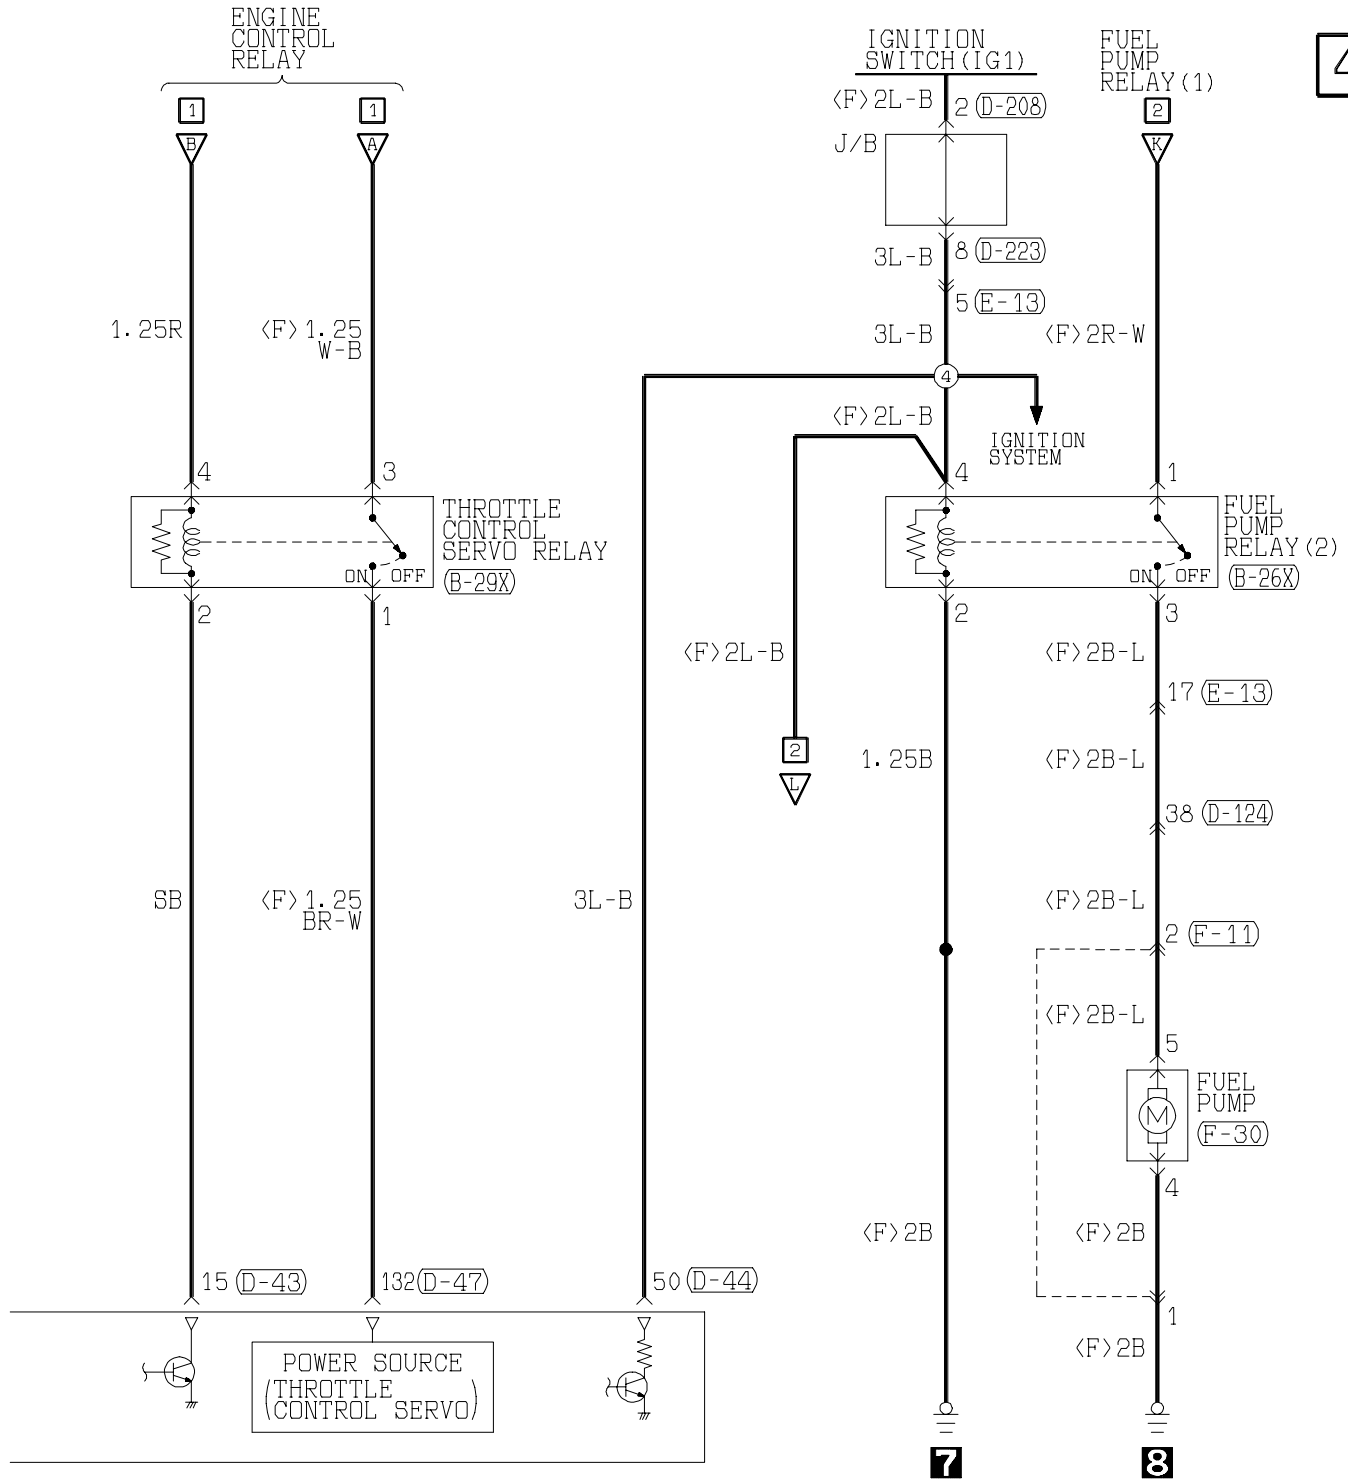 ENGINE
CONTROL
RELAY
1
1
B
A
IGNITION
SWITCH(IG1)
<F>2L-B
2 (D-208)
J/B
FUEL
PUMP
RELAY(1)
2
K
3L-B
8 (D-223)
5 (E-13)
1.25R
<F>1.25
W-B
3L-B
<F>2R-W
4
<F>2L-B
IGNITION
SYSTEM
4
3
4
1
THROTTLE
CONTROL
SERVO RELAY
(B-29X)
ON
OFF
FUEL
PUMP
RELAY(2)
(B-26X)
ON
OFF
2
1
2
3
<F>2L-B
<F>2B-L
17 (E-13)
2
L
1.25B
<F>2B-L
38 (D-124)
SB
<F>1.25
BR-W
3L-B
<F>2B-L
2 (F-11)
<F>2B-L
5
M
FUEL
PUMP
(F-30)
4
<F>2B
<F>2B
15 (D-43)
132 (D-47)
50 (D-44)
1
<F>2B
POWER SOURCE
(THROTTLE
CONTROL SERVO)
7
8